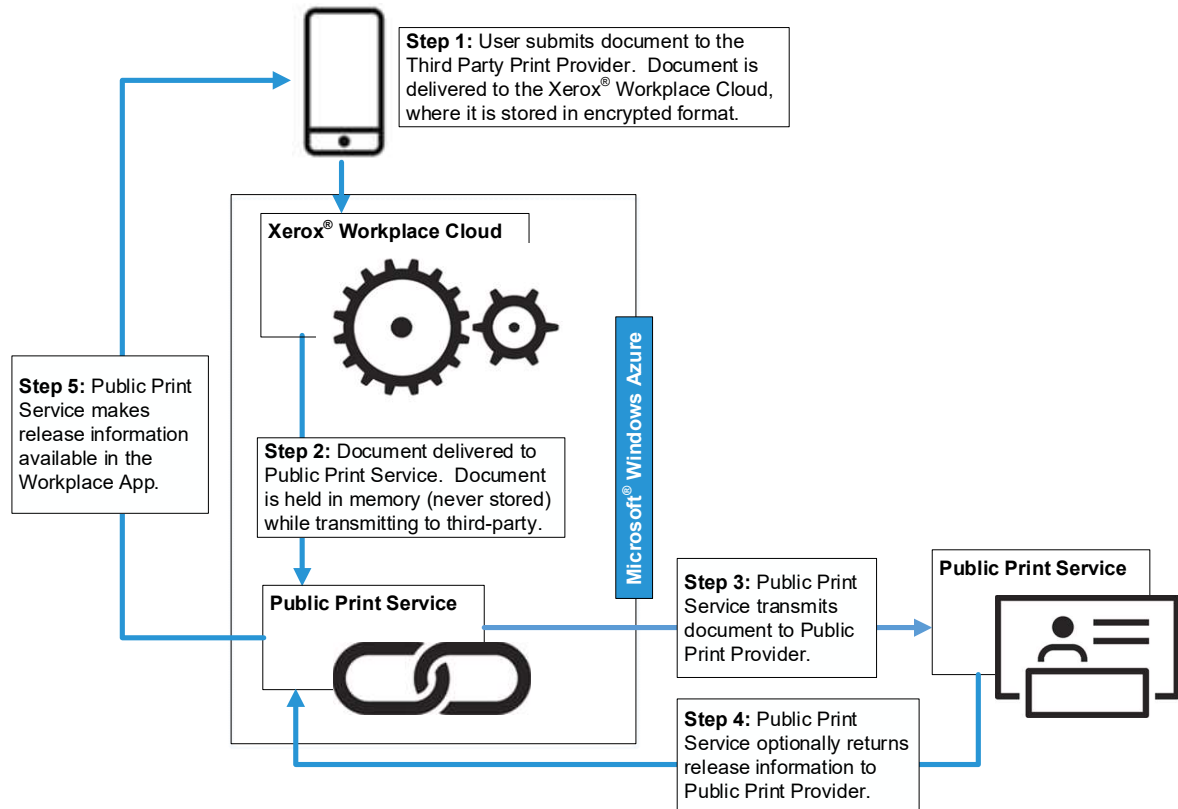 Step 1: User submits document to the
Third Party Print Provider.  Document is
delivered to the Xerox® Workplace Cloud,
where it is stored in encrypted format.
Xerox® Workplace Cloud
Microsoft® Windows Azure
Step 5: Public Print
Service makes
release information
available in the
Workplace App.
Step 2: Document delivered to
Public Print Service.  Document
is held in memory (never stored)
while transmitting to third-party.
Public Print Service
Step 3: Public Print
Service transmits
document to Public
Print Provider.
Public Print Service
Step 4: Public Print
Service optionally returns
release information to
Public Print Provider.